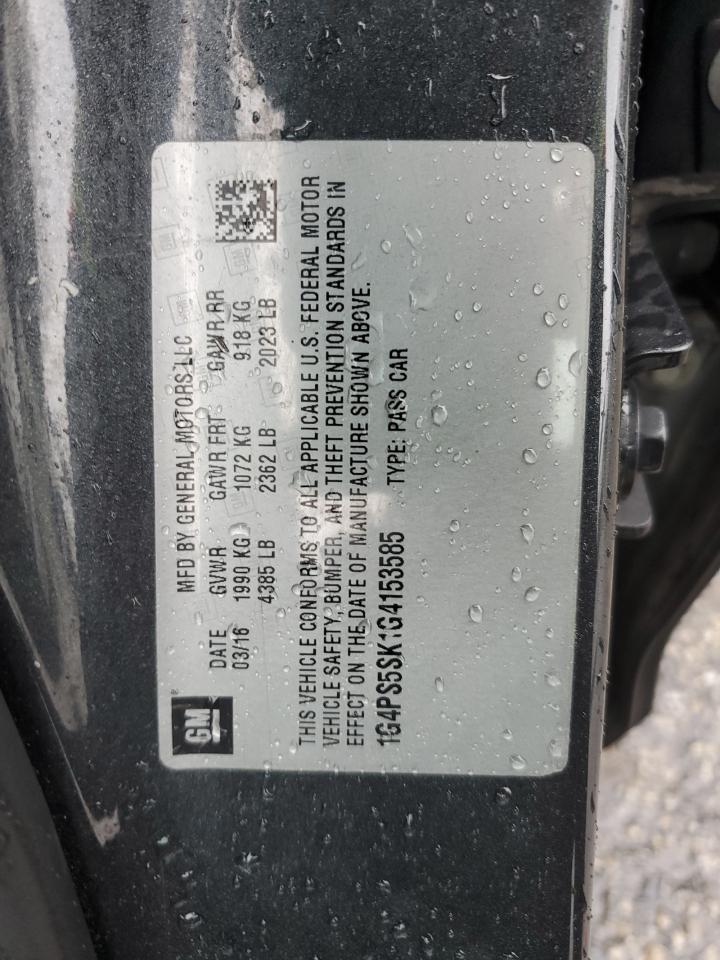 GM
MFD BY GENERAL MOTORS LLC
DATE GVWR GAWR FRT GAWR RR
03/16 1990 KG 1072 KG 918 KG
4385 LB 2362 LB 2023 LB
THIS VEHICLE CONFORMS TO ALL APPLICABLE U.S. FEDERAL MOTOR
VEHICLE SAFETY, BUMPER, AND THEFT PREVENTION STANDARDS IN
EFFECT ON THE DATE OF MANUFACTURE SHOWN ABOVE.
1G4PS5SK1G4153585 TYPE: PASS CAR